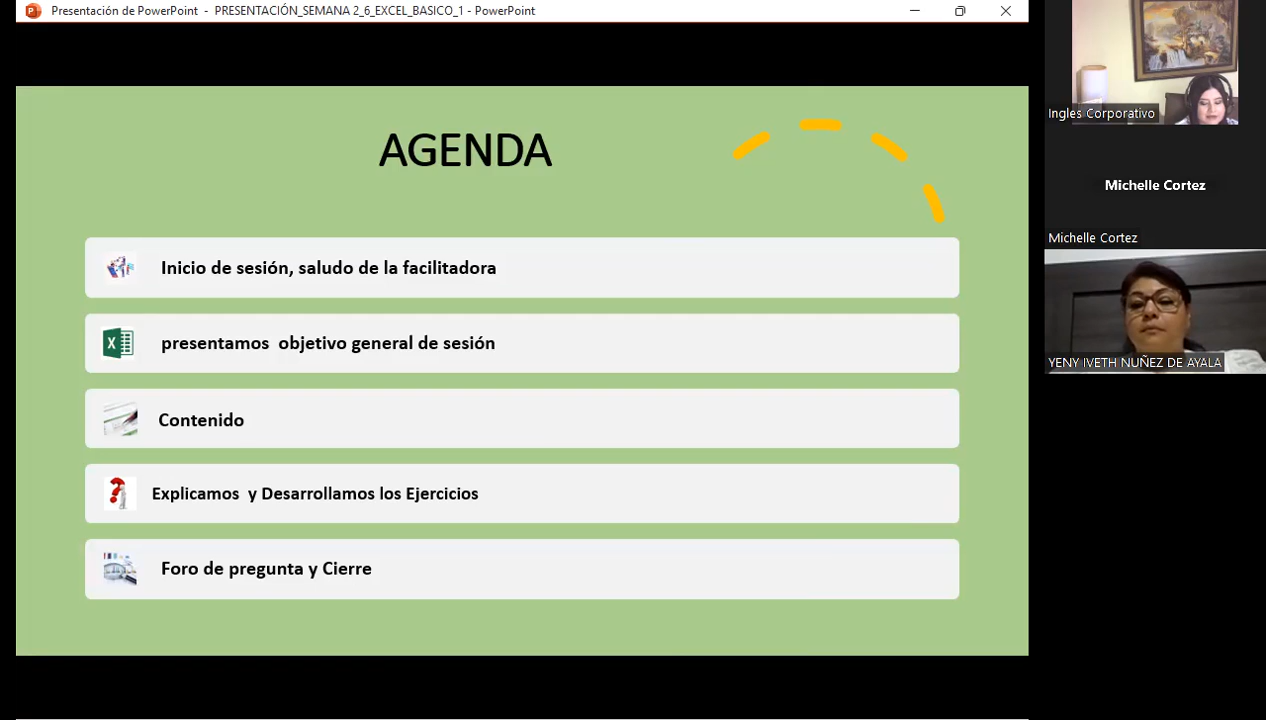 Presentación de PowerPoint - PRESENTACIÓN_SEMANA 2_6_EXCEL_BASICO_1 - PowerPoint
AGENDA
Inicio de sesión, saludo de la facilitadora
presentamos objetivo general de sesión
Contenido
Explicamos y Desarrollamos los Ejercicios
Foro de pregunta y Cierre
Ingles Corporativo
Michelle Cortez
Michelle Cortez
YENY IVETH NUÑEZ DE AYALA